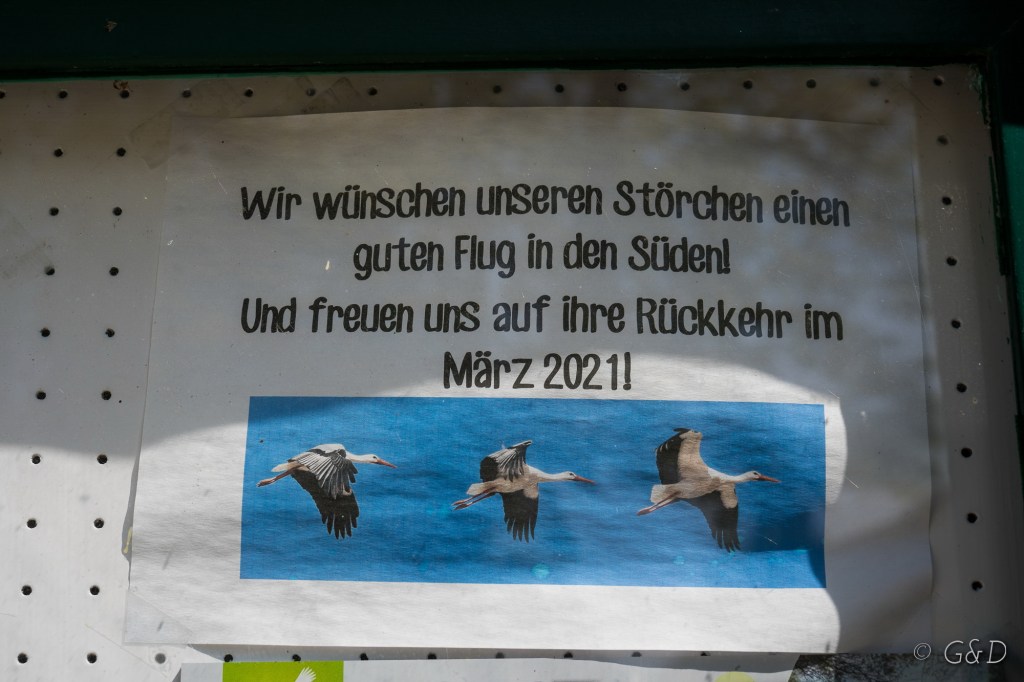 Wir wünschen unseren Störchen einen
guten Flug in den Süden!
Und freuen uns auf ihre Rückkehr im
März 2021!
© G&D